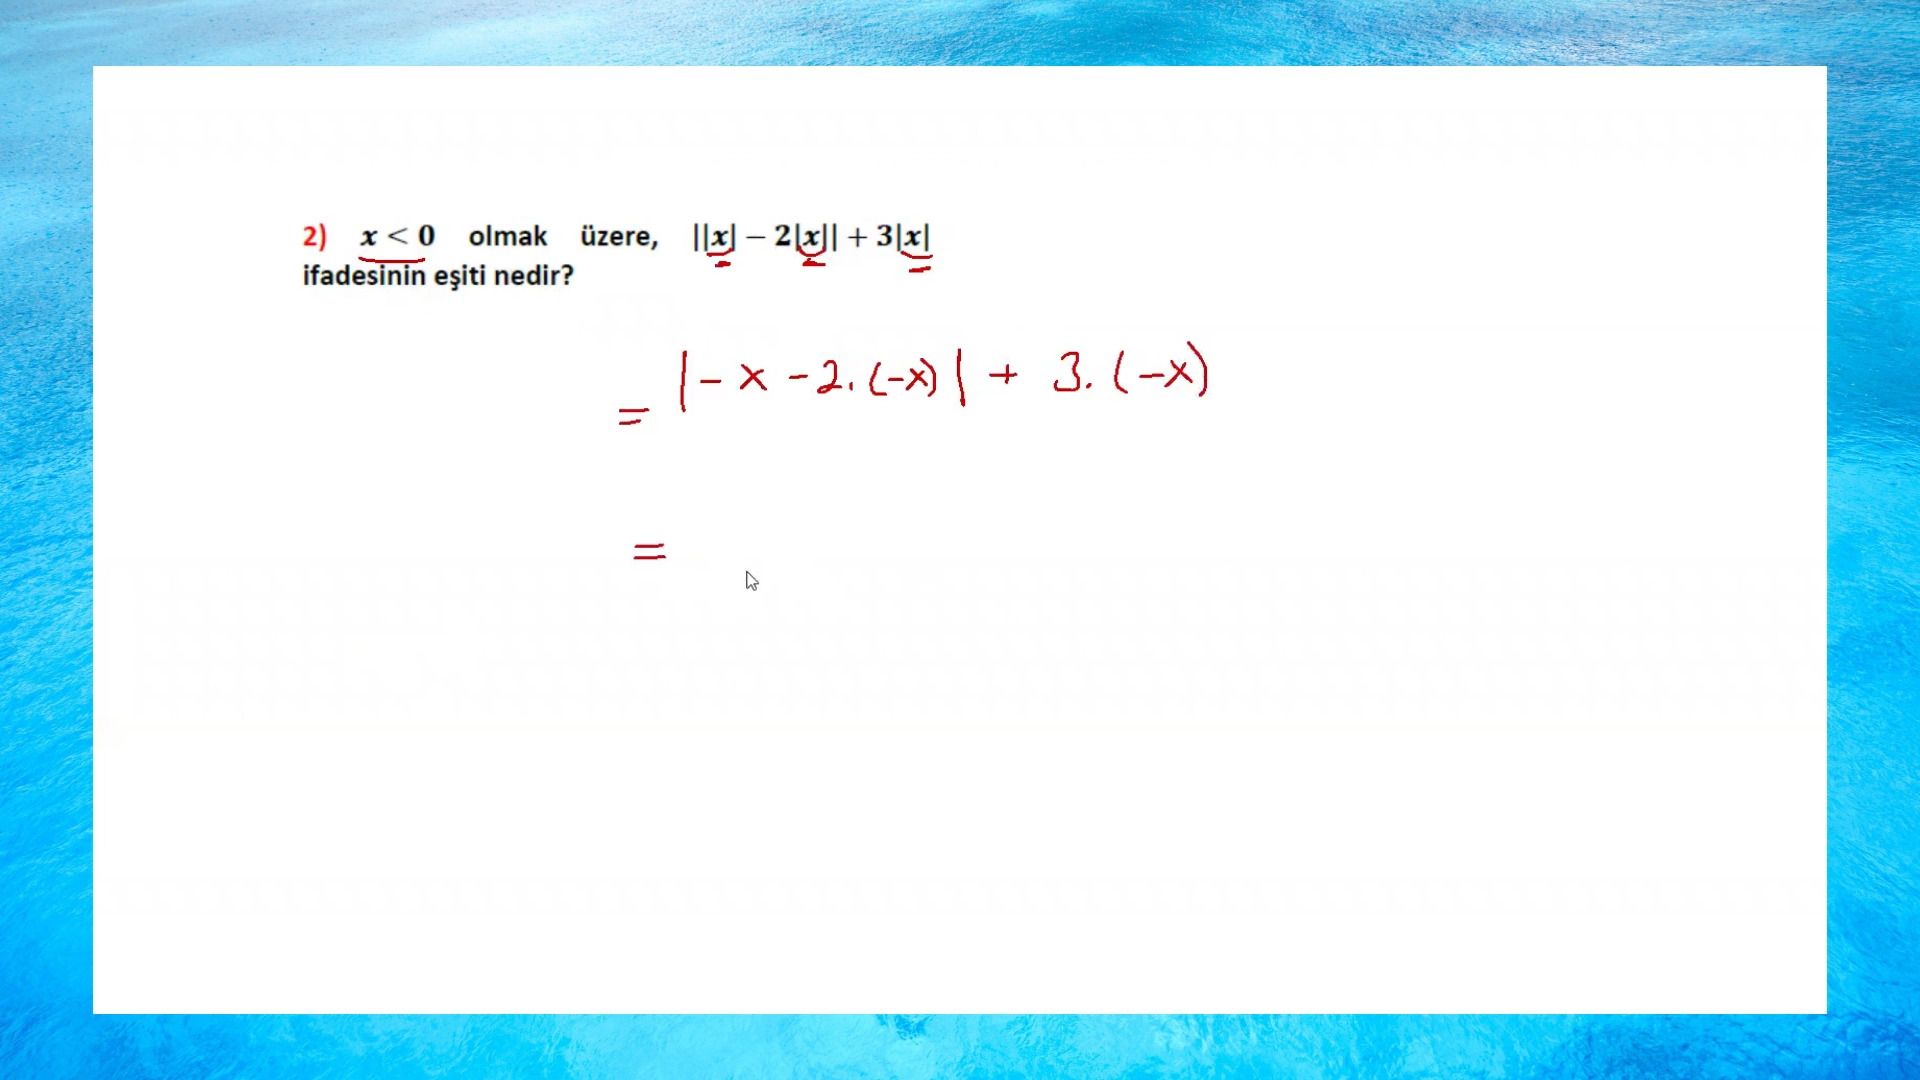 2) x < 0 olmak üzere, ||x| − 2|x|| + 3|x|
ifadesinin eşiti nedir?
= |-x -2.(-x)| + 3.(-x)
=